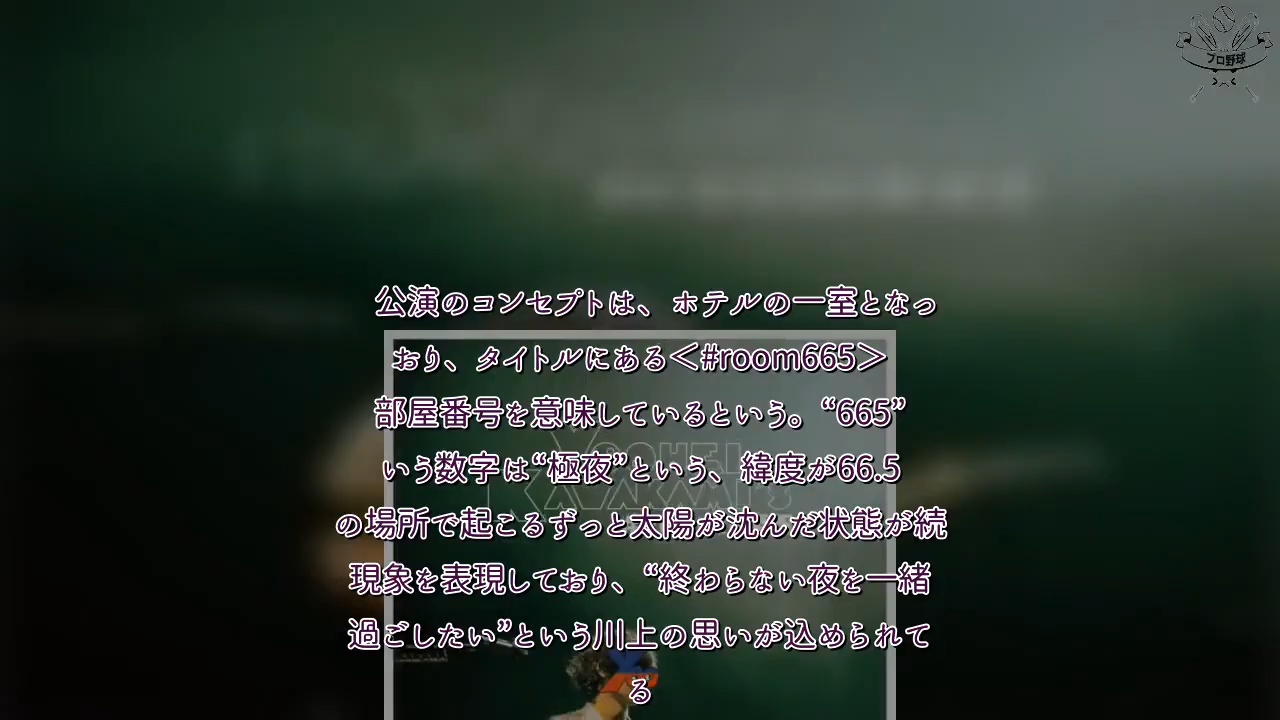 プロ野球
公演のコンセプトは、ホテルの一室となっ
おり、タイトルにある＜#room665＞
部屋番号を意味しているという。“665”
いう数字は“極夜”という、緯度が66.5
の場所で起こるずっと太陽が沈んだ状態が続
現象を表現しており、“終わらない夜を一緒
過ごしたい”という川上の思いが込められて
る